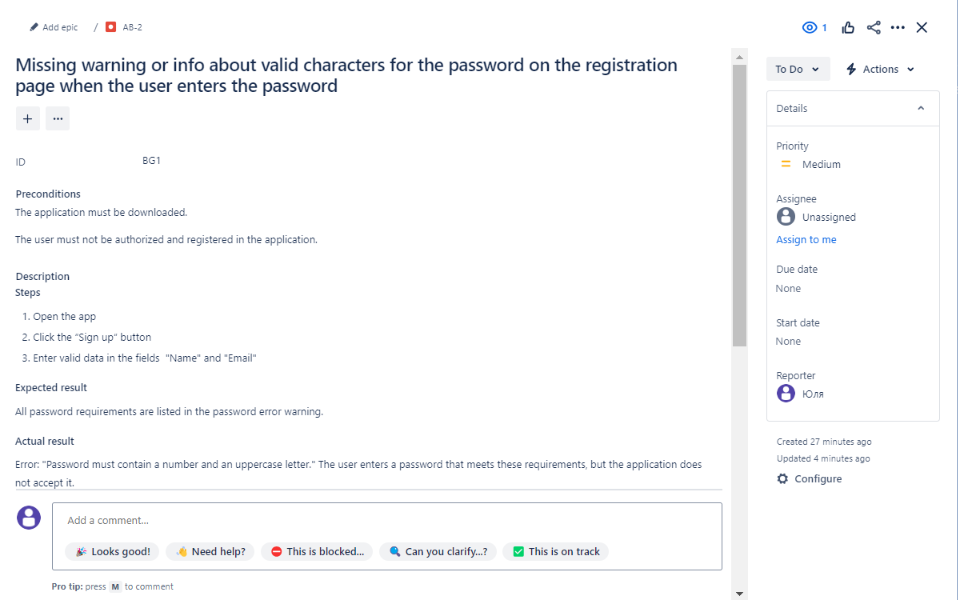 Add epic / AB-2
1
Missing warning or info about valid characters for the password on the registration
page when the user enters the password
ID BG1
Preconditions
The application must be downloaded.
The user must not be authorized and registered in the application.
Description
Steps
1. Open the app
2. Click the "Sign up" button
3. Enter valid data in the fields "Name" and "Email"
Expected result
All password requirements are listed in the password error warning.
Actual result
Error: "Password must contain a number and an uppercase letter." The user enters a password that meets these requirements, but the application does
not accept it.
Add a comment...
Looks good! Need help? This is blocked... Can you clarify...? This is on track
Pro tip: press M to comment
To Do Actions
Details
Priority
Medium
Assignee
Unassigned
Assign to me
Due date
None
Start date
None
Reporter
Юля
Created 27 minutes ago
Updated 4 minutes ago
Configure